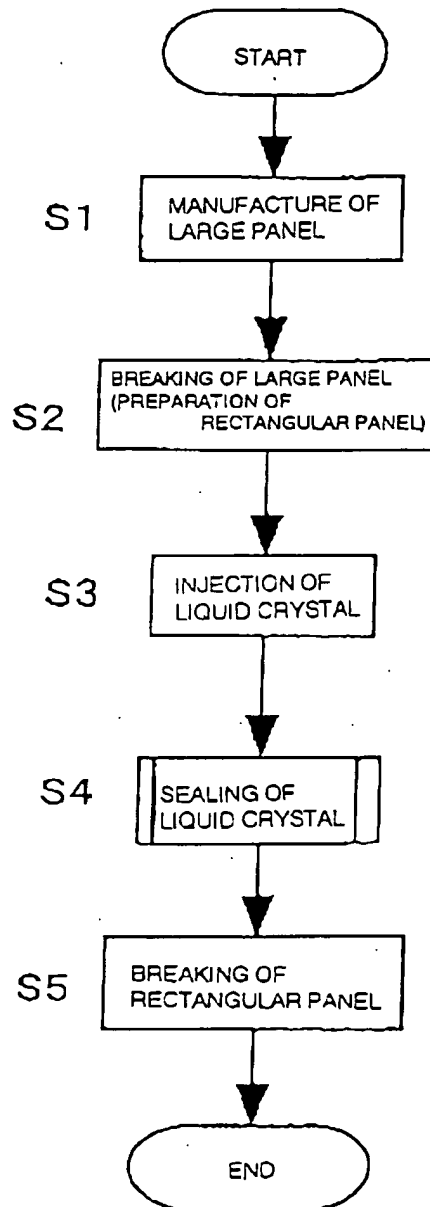 START
S1
MANUFACTURE OF
LARGE PANEL
S2
BREAKING OF LARGE PANEL
(PREPARATION OF
RECTANGULAR PANEL)
S3
INJECTION OF
LIQUID CRYSTAL
S4
SEALING OF
LIQUID CRYSTAL
S5
BREAKING OF
RECTANGULAR PANEL
END